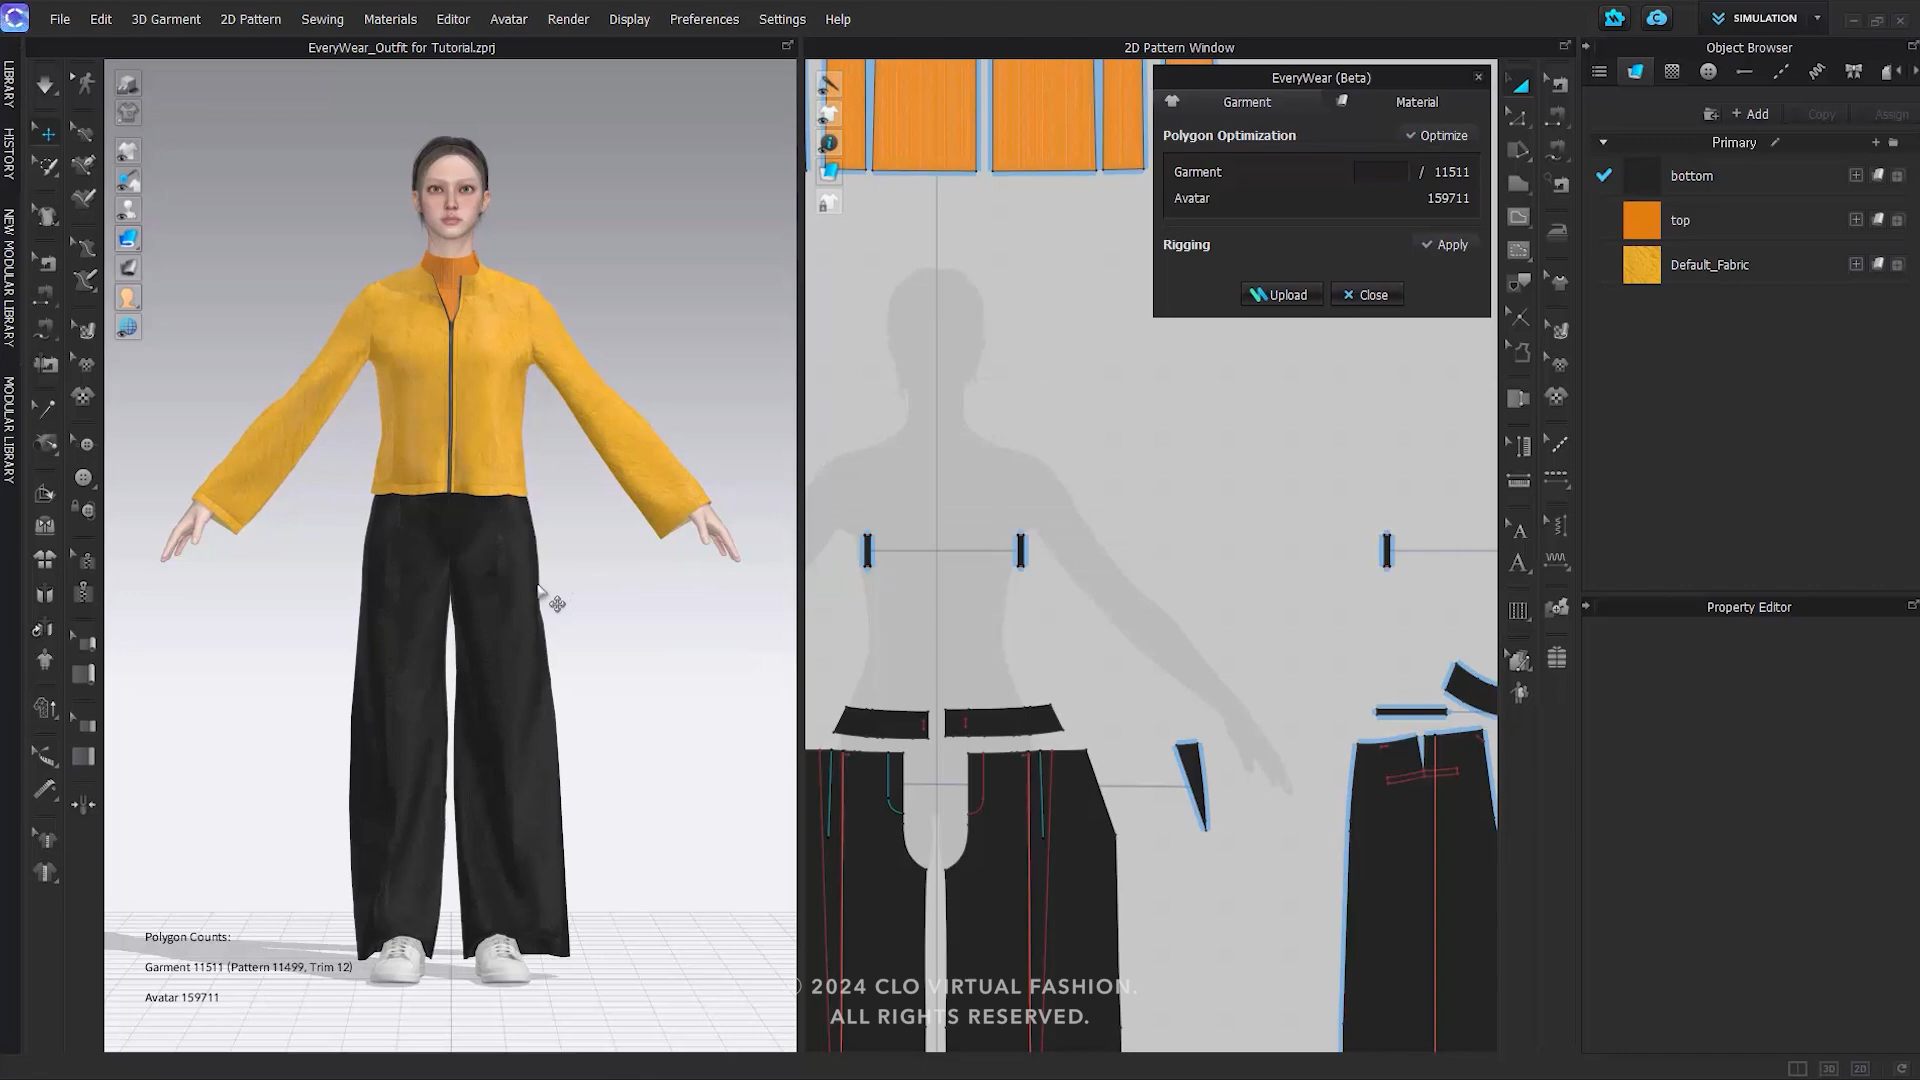 File Edit 3D Garment 2D Pattern Sewing Materials Editor Avatar Render Display Preferences Settings Help
SIMULATION
EveryWear_Outfit for Tutorial.zprj
2D Pattern Window
Object Browser
LIBRARY
HISTORY
NEW MODULAR LIBRARY
MODULAR LIBRARY
EveryWear (Beta)
Garment Material
Polygon Optimization Optimize
Garment / 11511
Avatar 159711
Rigging Apply
Upload Close
+ Add Copy Assign
Primary
bottom
top
Default_Fabric
Property Editor
A
A
Polygon Counts:
Garment 11511 (Pattern 11499, Trim 12)
Avatar 159711
© 2024 CLO VIRTUAL FASHION.
ALL RIGHTS RESERVED.
3D 2D